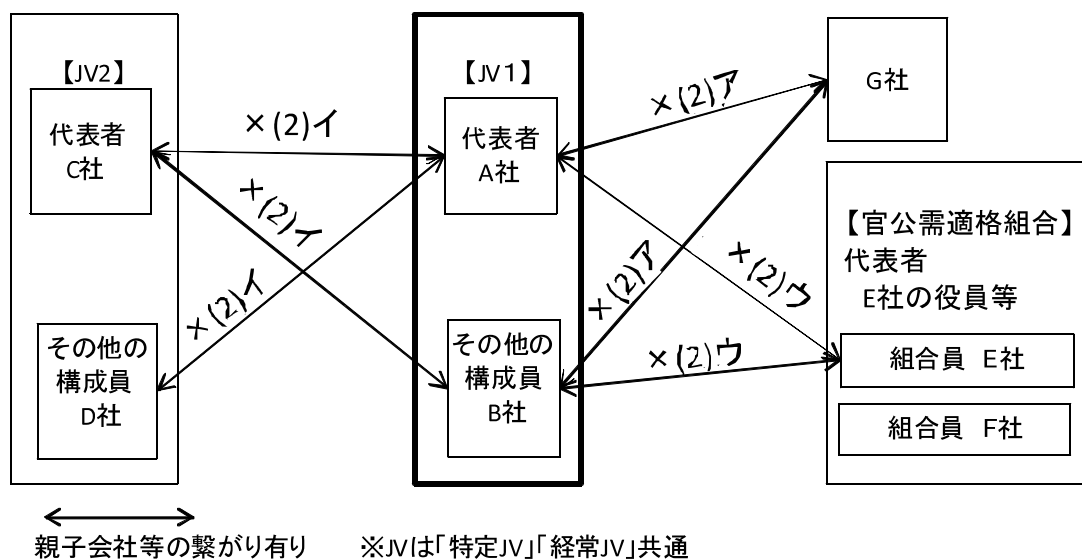 【JV2】
代表者
C社
その他の
構成員
D社
×(2)イ
×(2)イ
×(2)イ
【JV1】
代表者
A社
その他の
構成員
B社
×(2)ア
×(2)ア
×(2)ウ
×(2)ウ
G社
【官公需適格組合】
代表者
E社の役員等
組合員 E社
組合員 F社
親子会社等の繋がり有り
※JVは「特定JV」「経常JV」共通